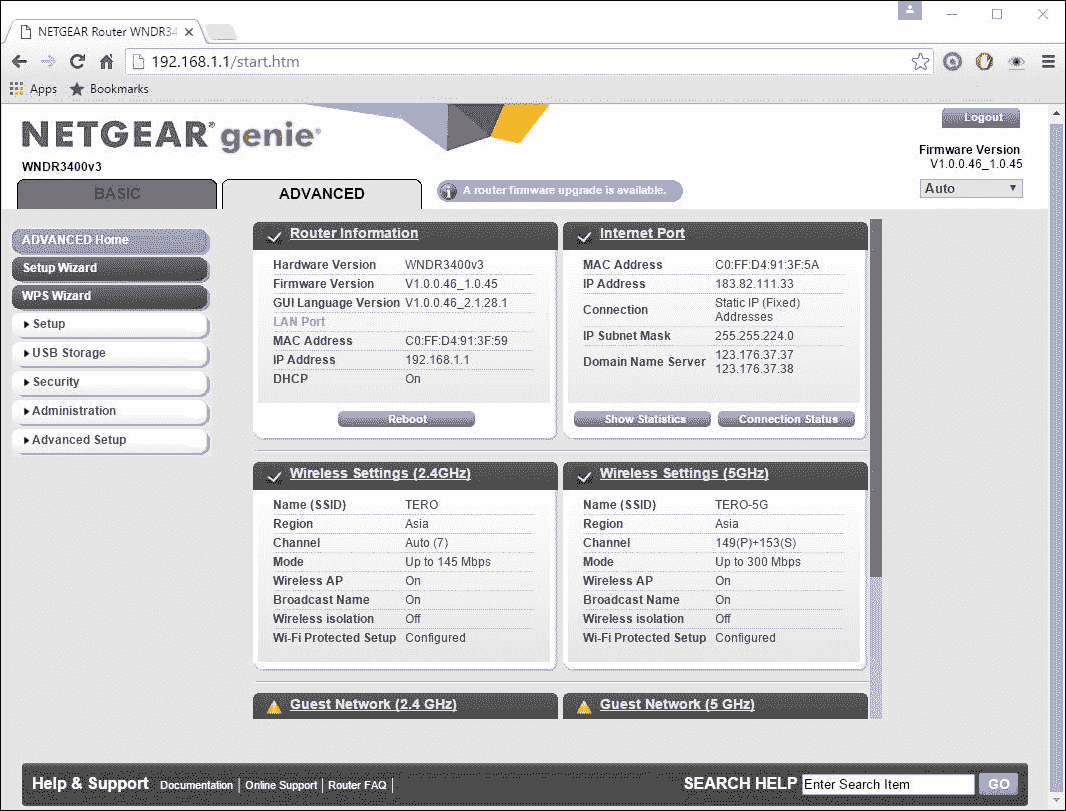 NETGEAR Router WNDR34
192.168.1.1/start.htm
Apps Bookmarks
NETGEAR® genie®
Logout
WNDR3400v3
Firmware Version
V1.0.0.46_1.0.45
Auto
BASIC
ADVANCED
A router firmware upgrade is available.
ADVANCED Home
Setup Wizard
WPS Wizard
Setup
USB Storage
Security
Administration
Advanced Setup
Router Information
Hardware Version WNDR3400v3
Firmware Version V1.0.0.46_1.0.45
GUI Language Version V1.0.0.46_2.1.28.1
LAN Port
MAC Address C0:FF:D4:91:3F:59
IP Address 192.168.1.1
DHCP On
Reboot
Internet Port
MAC Address C0:FF:D4:91:3F:5A
IP Address 183.82.111.33
Connection Static IP (Fixed)
Addresses
IP Subnet Mask 255.255.224.0
Domain Name Server 123.176.37.37
123.176.37.38
Show Statistics Connection Status
Wireless Settings (2.4GHz)
Name (SSID) TERO
Region Asia
Channel Auto (7)
Mode Up to 145 Mbps
Wireless AP On
Broadcast Name On
Wireless isolation Off
Wi-Fi Protected Setup Configured
Wireless Settings (5GHz)
Name (SSID) TERO-5G
Region Asia
Channel 149(P)+153(S)
Mode Up to 300 Mbps
Wireless AP On
Broadcast Name On
Wireless isolation Off
Wi-Fi Protected Setup Configured
Guest Network (2.4 GHz)
Guest Network (5 GHz)
Help & Support Documentation | Online Support | Router FAQ |
SEARCH HELP Enter Search Item GO